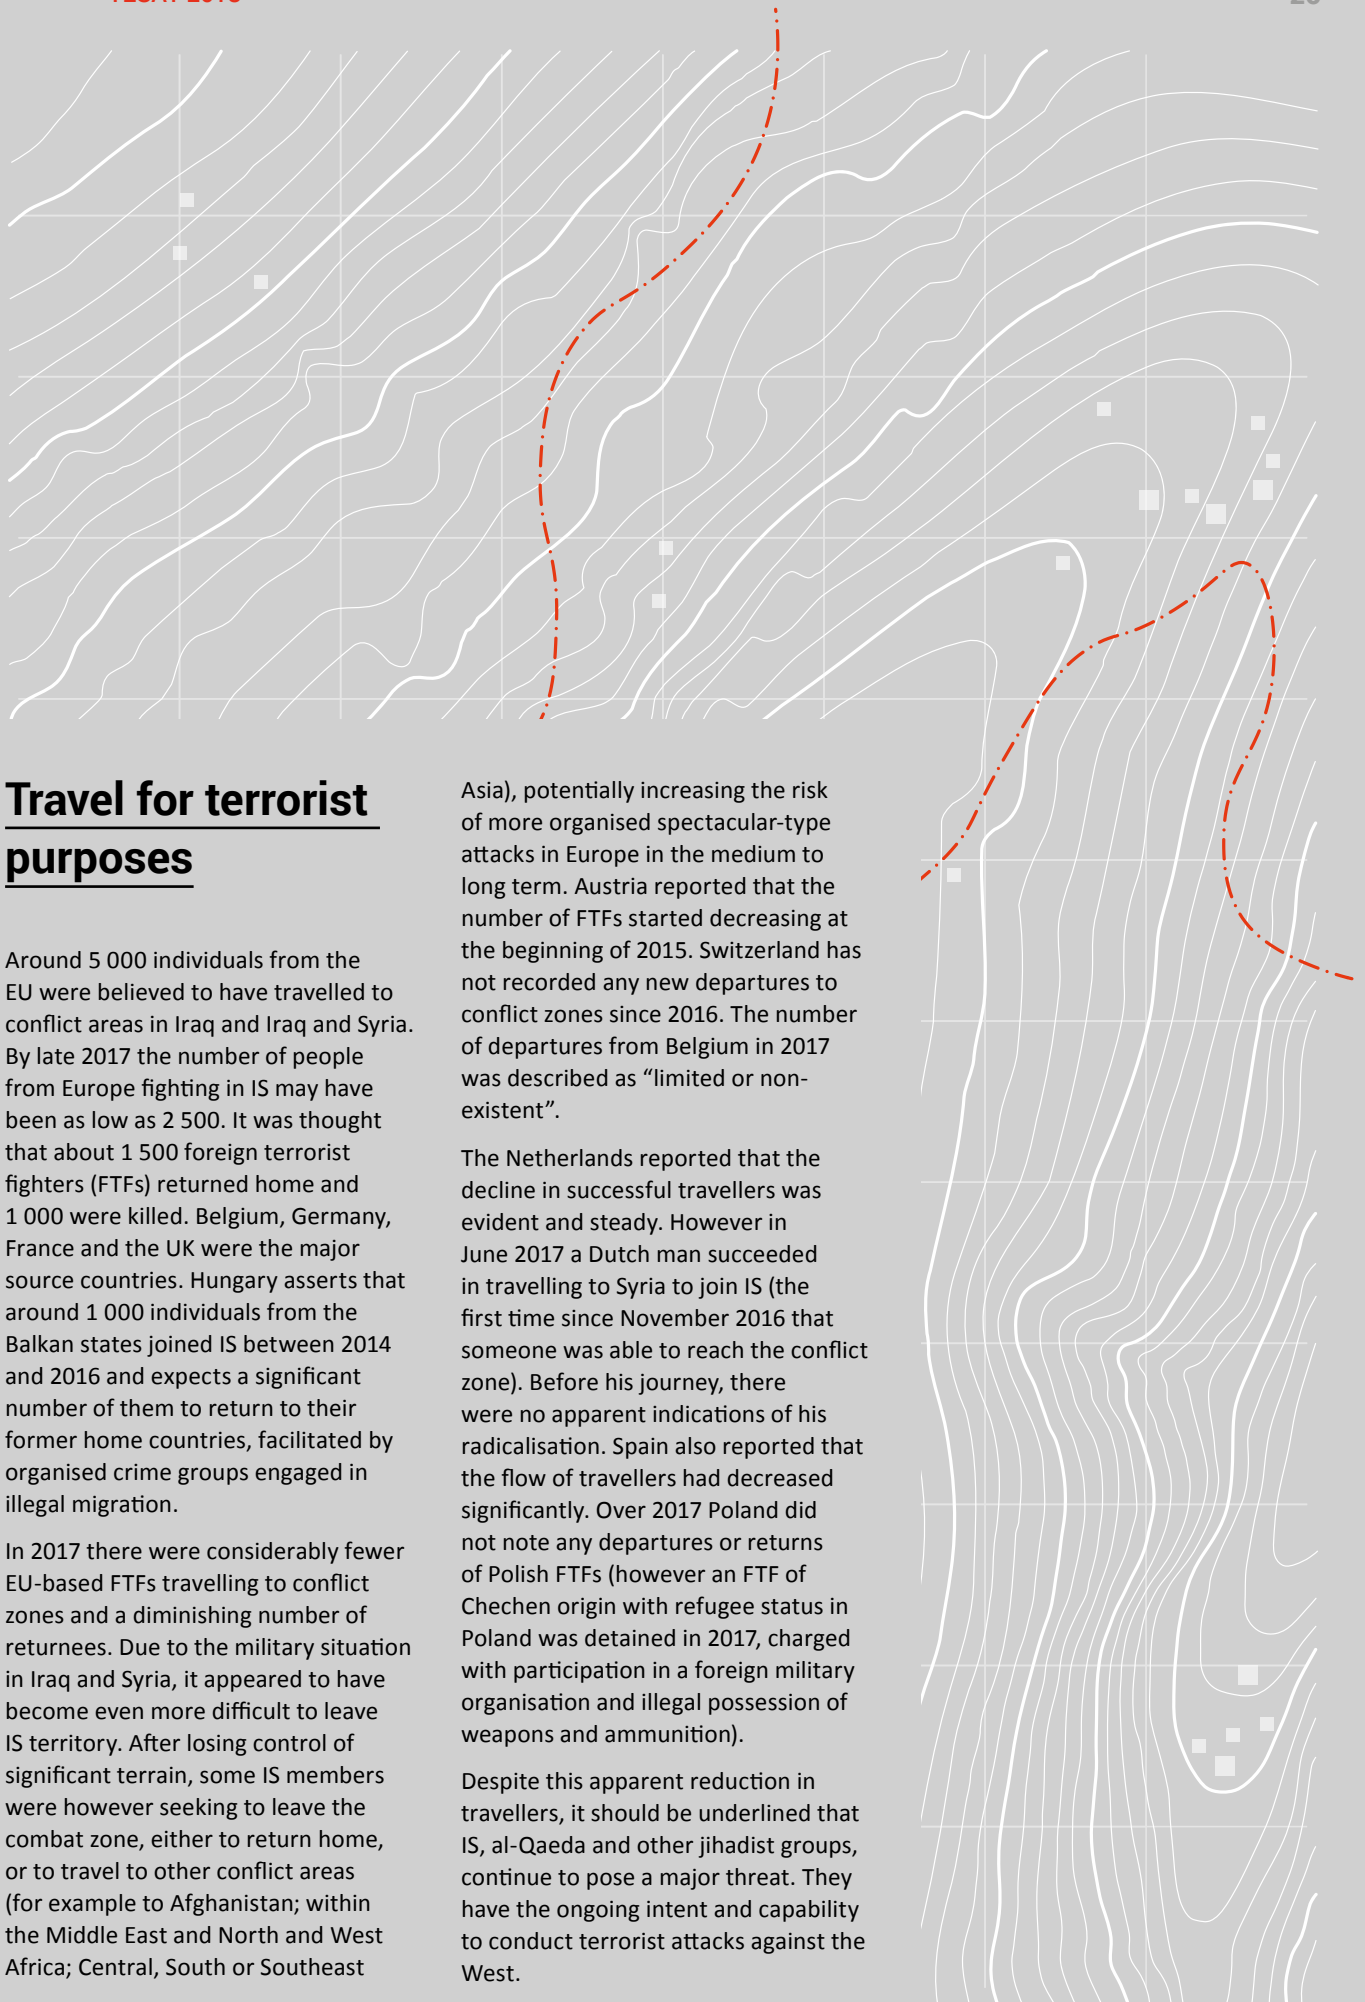 Travel for terrorist
purposes
Around 5 000 individuals from the
EU were believed to have travelled to
conflict areas in Iraq and Iraq and Syria.
By late 2017 the number of people
from Europe fighting in IS may have
been as low as 2 500. It was thought
that about 1 500 foreign terrorist
fighters (FTFs) returned home and
1 000 were killed. Belgium, Germany,
France and the UK were the major
source countries. Hungary asserts that
around 1 000 individuals from the
Balkan states joined IS between 2014
and 2016 and expects a significant
number of them to return to their
former home countries, facilitated by
organised crime groups engaged in
illegal migration.
In 2017 there were considerably fewer
EU-based FTFs travelling to conflict
zones and a diminishing number of
returnees. Due to the military situation
in Iraq and Syria, it appeared to have
become even more difficult to leave
IS territory. After losing control of
significant terrain, some IS members
were however seeking to leave the
combat zone, either to return home,
or to travel to other conflict areas
(for example to Afghanistan; within
the Middle East and North and West
Africa; Central, South or Southeast
Asia), potentially increasing the risk
of more organised spectacular-type
attacks in Europe in the medium to
long term. Austria reported that the
number of FTFs started decreasing at
the beginning of 2015. Switzerland has
not recorded any new departures to
conflict zones since 2016. The number
of departures from Belgium in 2017
was described as “limited or non-
existent”.
The Netherlands reported that the
decline in successful travellers was
evident and steady. However in
June 2017 a Dutch man succeeded
in travelling to Syria to join IS (the
first time since November 2016 that
someone was able to reach the conflict
zone). Before his journey, there
were no apparent indications of his
radicalisation. Spain also reported that
the flow of travellers had decreased
significantly. Over 2017 Poland did
not note any departures or returns
of Polish FTFs (however an FTF of
Chechen origin with refugee status in
Poland was detained in 2017, charged
with participation in a foreign military
organisation and illegal possession of
weapons and ammunition).
Despite this apparent reduction in
travellers, it should be underlined that
IS, al-Qaeda and other jihadist groups,
continue to pose a major threat. They
have the ongoing intent and capability
to conduct terrorist attacks against the
West.